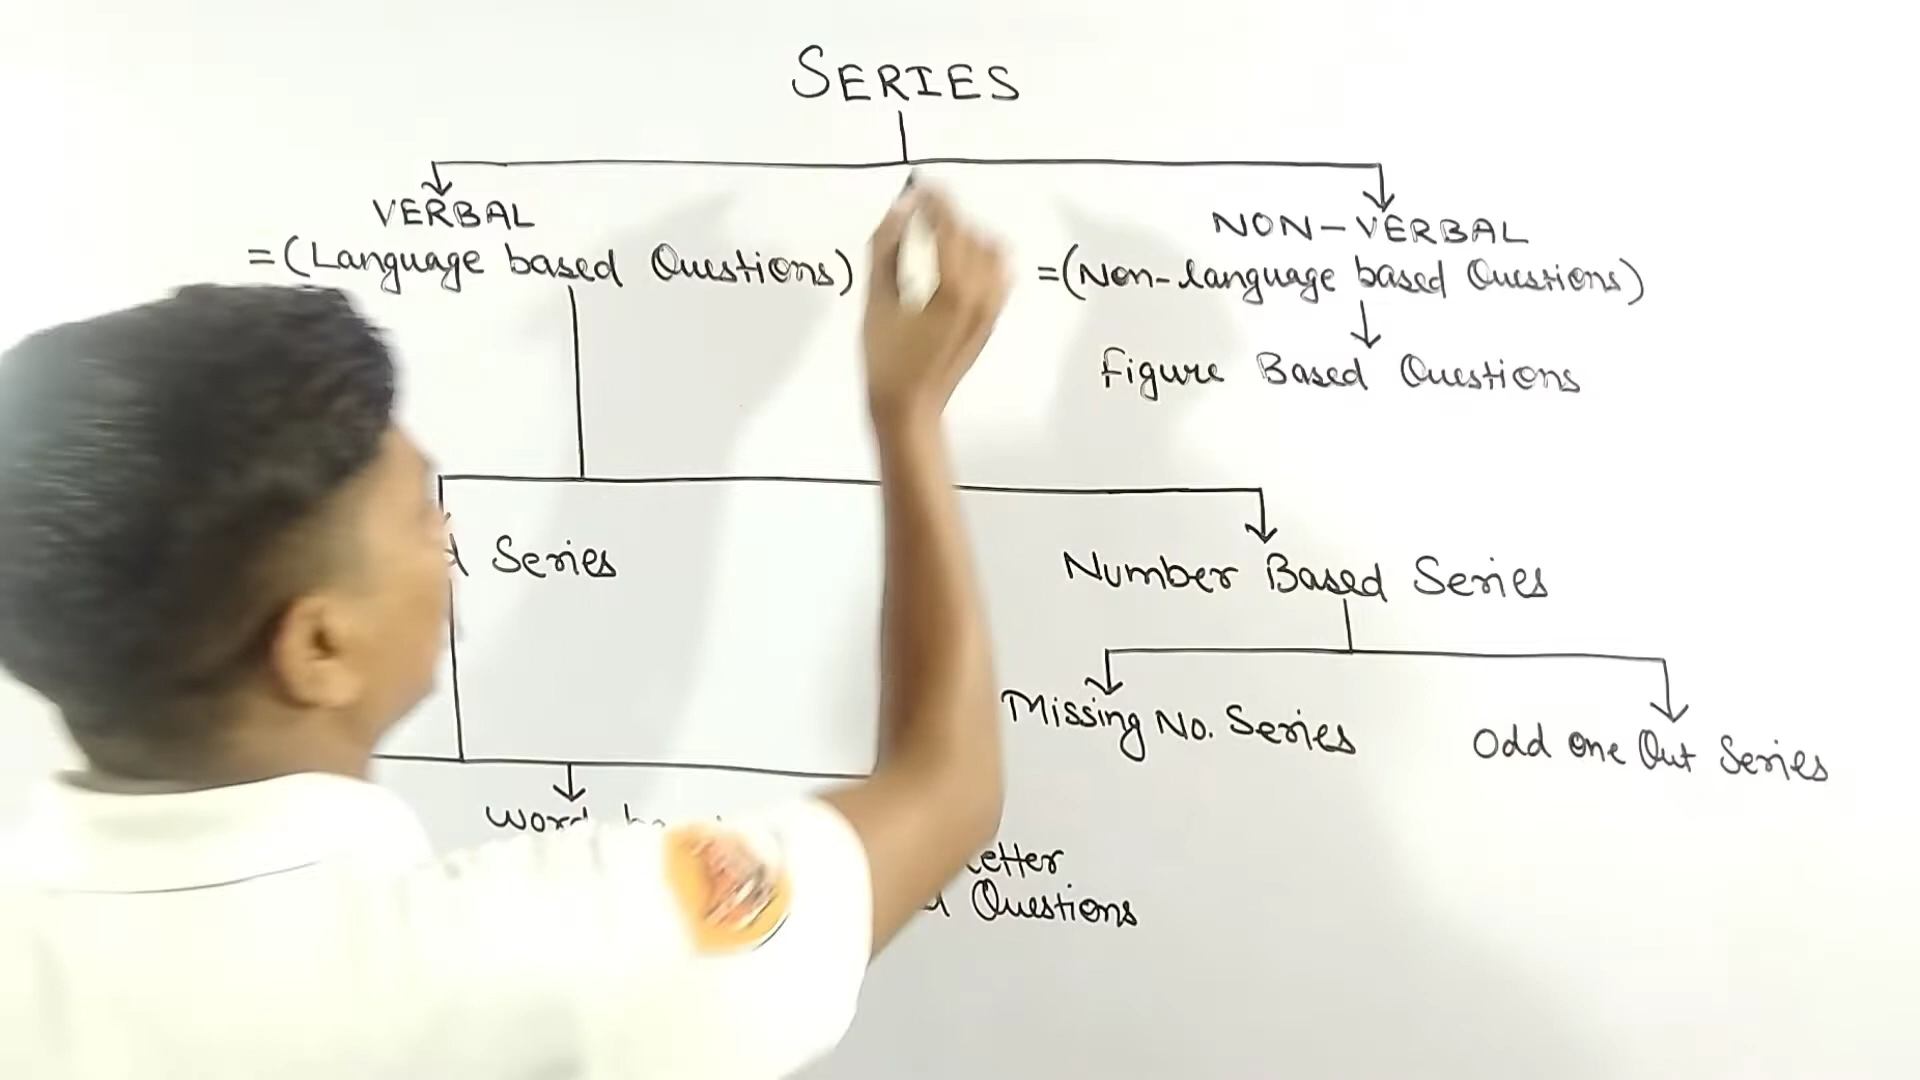 SERIES
VERBAL
NON-VERBAL
=(Language based Questions)
=(Non-language based Questions)
Figure Based Questions
Series
Number Based Series
Missing No. Series
Odd One Out Series
Questions